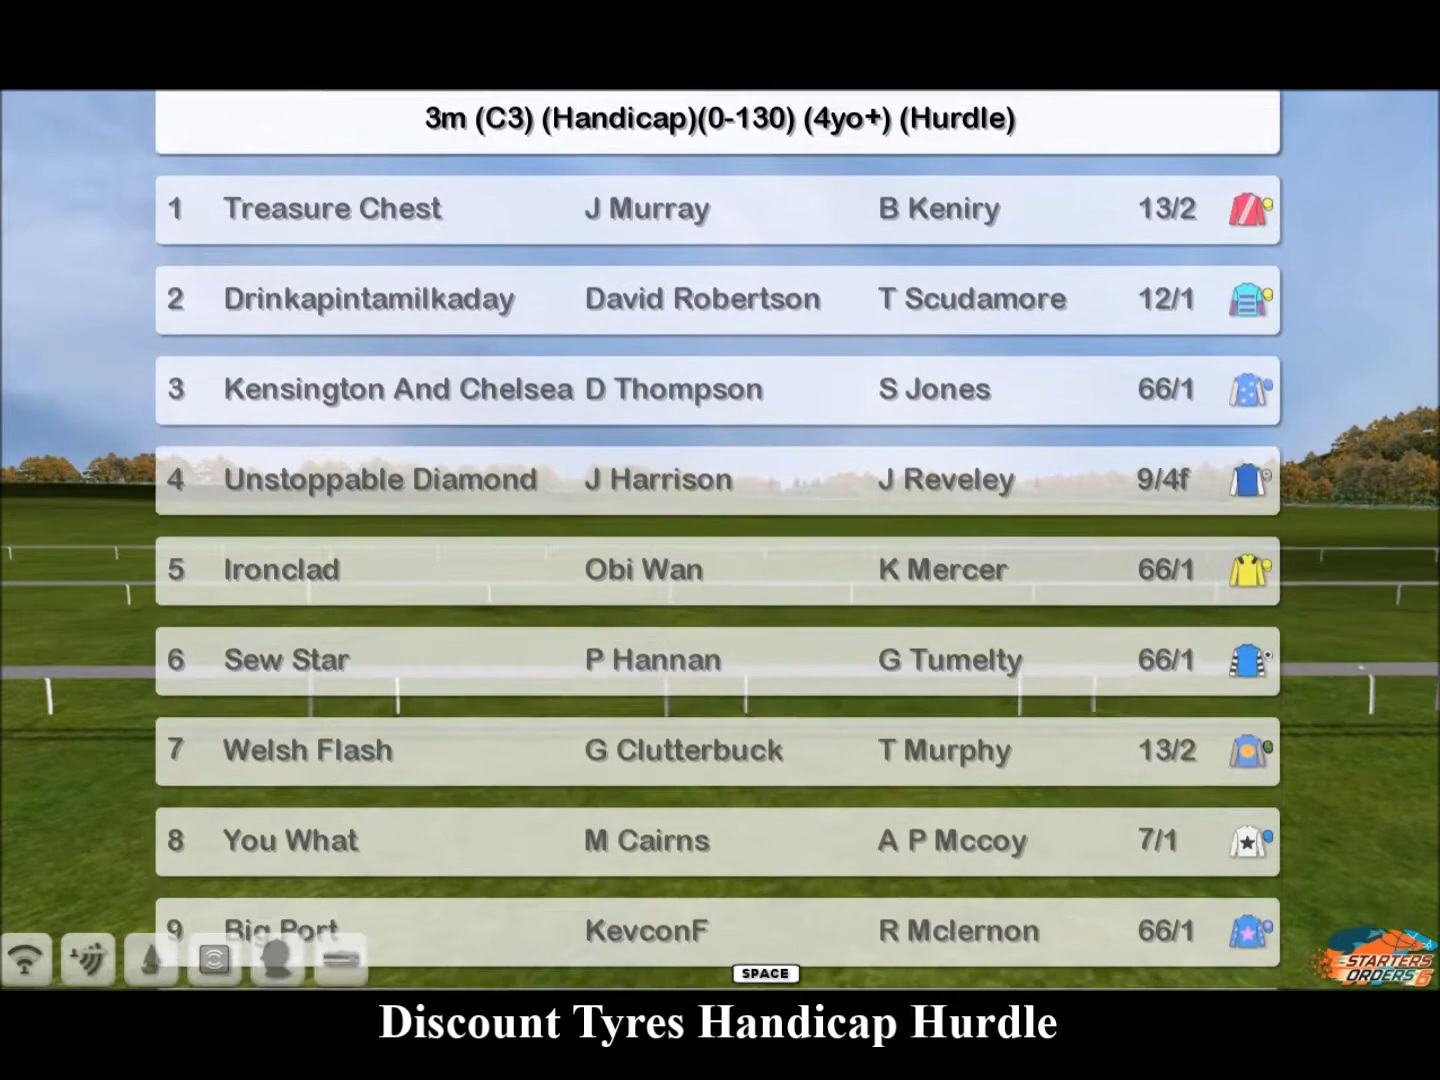 3m (C3) (Handicap)(0-130) (4yo+) (Hurdle)
1 Treasure Chest J Murray B Keniry 13/2
2 Drinkapintamilkaday David Robertson T Scudamore 12/1
3 Kensington And Chelsea D Thompson S Jones 66/1
4 Unstoppable Diamond J Harrison J Reveley 9/4f
5 Ironclad Obi Wan K Mercer 66/1
6 Sew Star P Hannan G Tumelty 66/1
7 Welsh Flash G Clutterbuck T Murphy 13/2
8 You What M Cairns A P Mccoy 7/1
9 Big Port KevconF R Mclernon 66/1
SPACE
STARTERS
ORDERS 6
Discount Tyres Handicap Hurdle